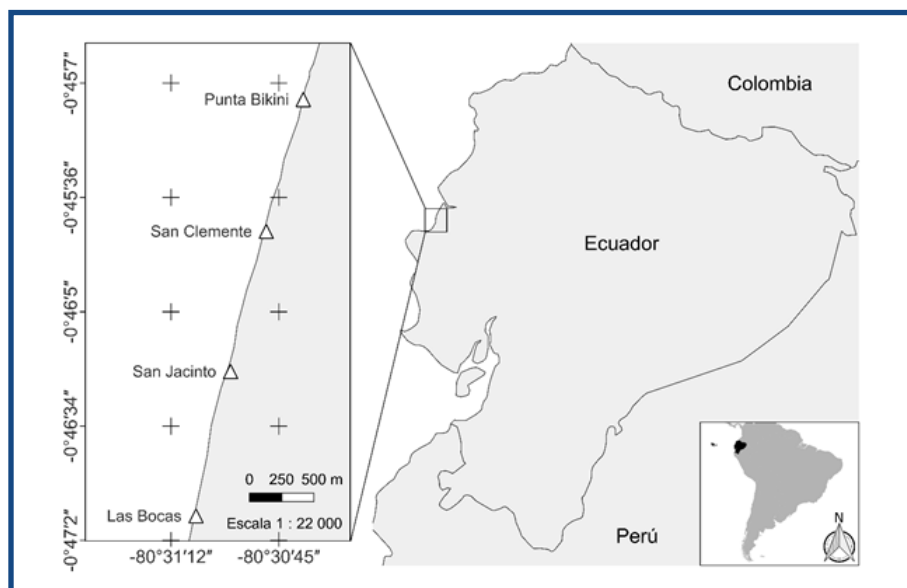 -0°45'7"
-0°45'36"
-0°46'5"
-0°46'34"
-0°47'2"
Punta Bikini
San Clemente
San Jacinto
Las Bocas
0 250 500 m
Escala 1 : 22 000
-80°31'12" -80°30'45"
Colombia
Ecuador
Perú
N